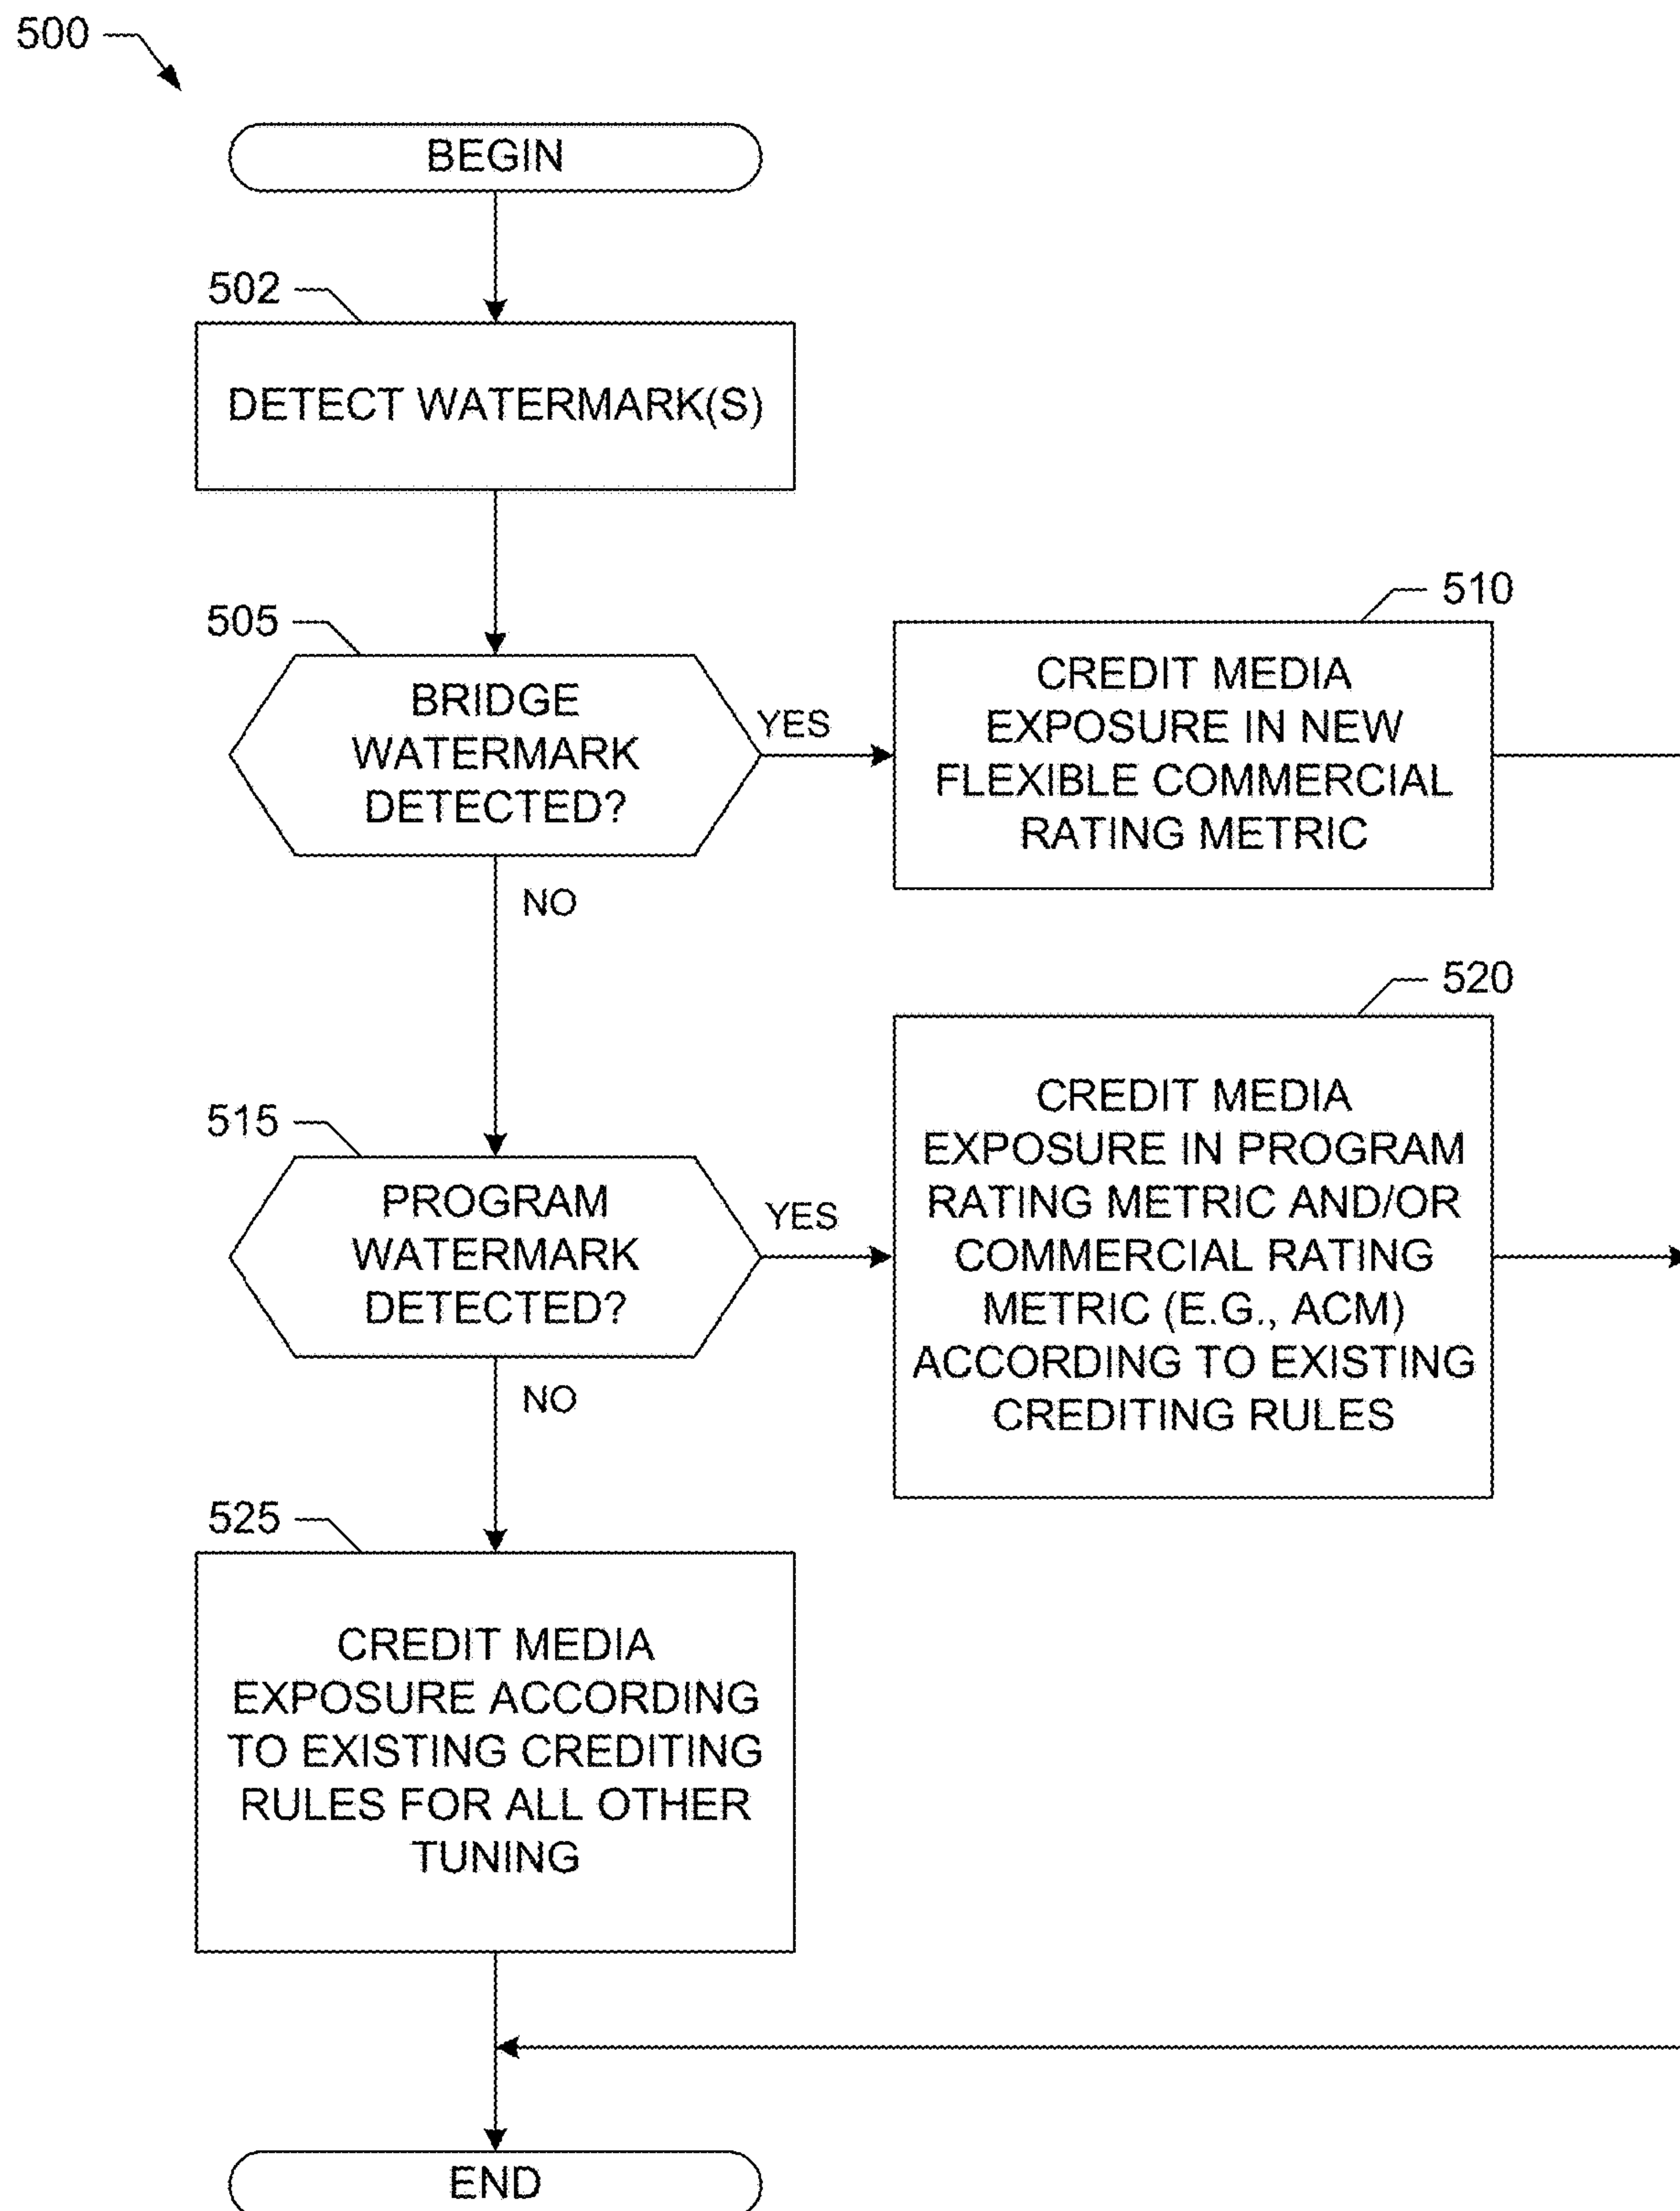 500
BEGIN
502
DETECT WATERMARK(S)
505
BRIDGE
WATERMARK
DETECTED?
YES
510
CREDIT MEDIA
EXPOSURE IN NEW
FLEXIBLE COMMERCIAL
RATING METRIC
NO
515
PROGRAM
WATERMARK
DETECTED?
YES
520
CREDIT MEDIA
EXPOSURE IN PROGRAM
RATING METRIC AND/OR
COMMERCIAL RATING
METRIC (E.G., ACM)
ACCORDING TO EXISTING
CREDITING RULES
NO
525
CREDIT MEDIA
EXPOSURE ACCORDING
TO EXISTING CREDITING
RULES FOR ALL OTHER
TUNING
END